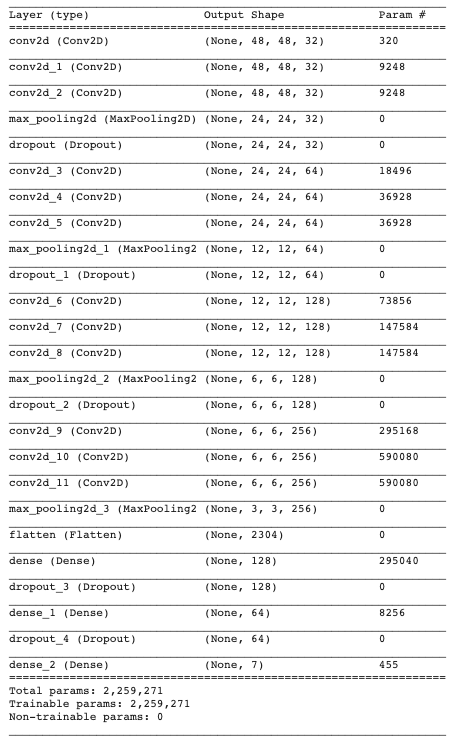 Layer (type) Output Shape Param #
conv2d (Conv2D) (None, 48, 48, 32) 320
conv2d_1 (Conv2D) (None, 48, 48, 32) 9248
conv2d_2 (Conv2D) (None, 48, 48, 32) 9248
max_pooling2d (MaxPooling2D) (None, 24, 24, 32) 0
dropout (Dropout) (None, 24, 24, 32) 0
conv2d_3 (Conv2D) (None, 24, 24, 64) 18496
conv2d_4 (Conv2D) (None, 24, 24, 64) 36928
conv2d_5 (Conv2D) (None, 24, 24, 64) 36928
max_pooling2d_1 (MaxPooling2 (None, 12, 12, 64) 0
dropout_1 (Dropout) (None, 12, 12, 64) 0
conv2d_6 (Conv2D) (None, 12, 12, 128) 73856
conv2d_7 (Conv2D) (None, 12, 12, 128) 147584
conv2d_8 (Conv2D) (None, 12, 12, 128) 147584
max_pooling2d_2 (MaxPooling2 (None, 6, 6, 128) 0
dropout_2 (Dropout) (None, 6, 6, 128) 0
conv2d_9 (Conv2D) (None, 6, 6, 256) 295168
conv2d_10 (Conv2D) (None, 6, 6, 256) 590080
conv2d_11 (Conv2D) (None, 6, 6, 256) 590080
max_pooling2d_3 (MaxPooling2 (None, 3, 3, 256) 0
flatten (Flatten) (None, 2304) 0
dense (Dense) (None, 128) 295040
dropout_3 (Dropout) (None, 128) 0
dense_1 (Dense) (None, 64) 8256
dropout_4 (Dropout) (None, 64) 0
dense_2 (Dense) (None, 7) 455
Total params: 2,259,271
Trainable params: 2,259,271
Non-trainable params: 0